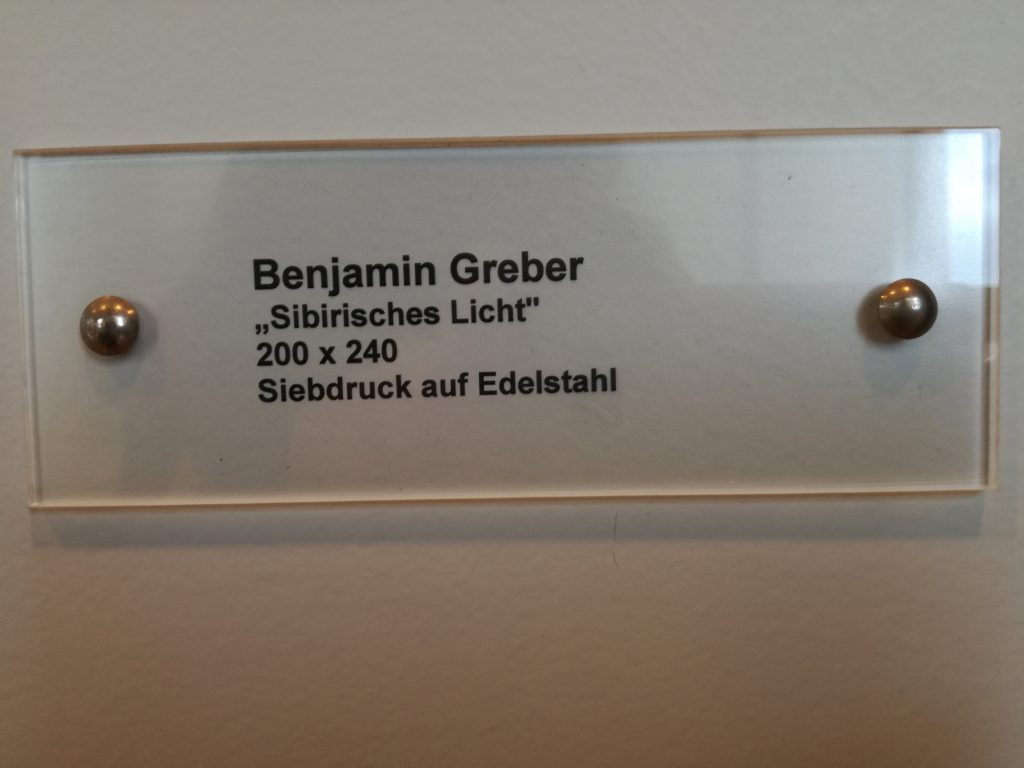 Benjamin Greber
„Sibirisches Licht"
200 x 240
Siebdruck auf Edelstahl